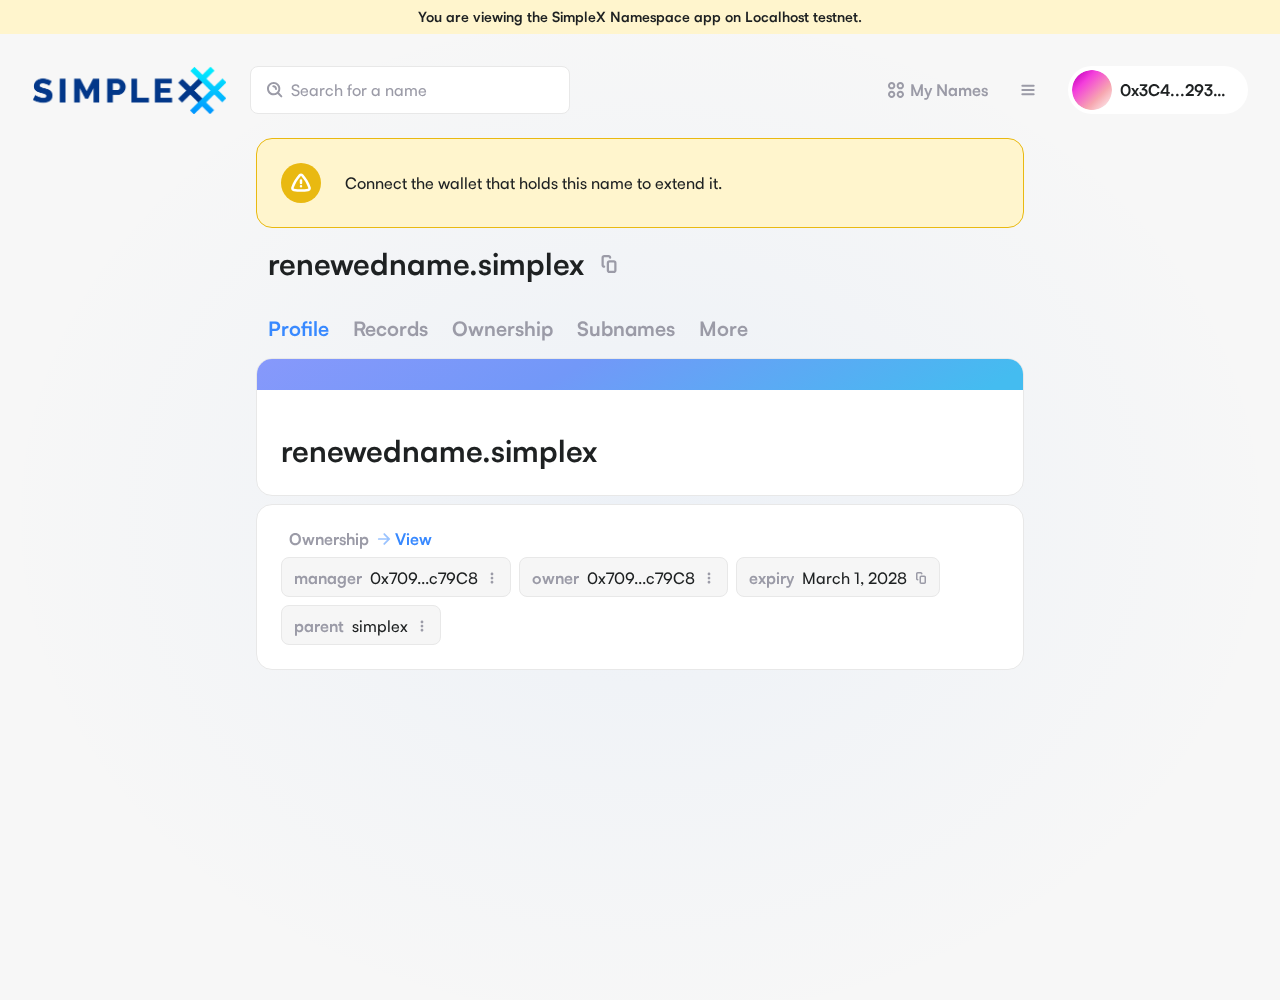 You are viewing the SimpleX Namespace app on Localhost testnet.
SIMPLEX
Search for a name
My Names
0x3C4...293...
Connect the wallet that holds this name to extend it.
renewedname.simplex
Profile Records Ownership Subnames More
renewedname.simplex
Ownership View
manager 0x709...c79C8 owner 0x709...c79C8 expiry March 1, 2028
parent simplex